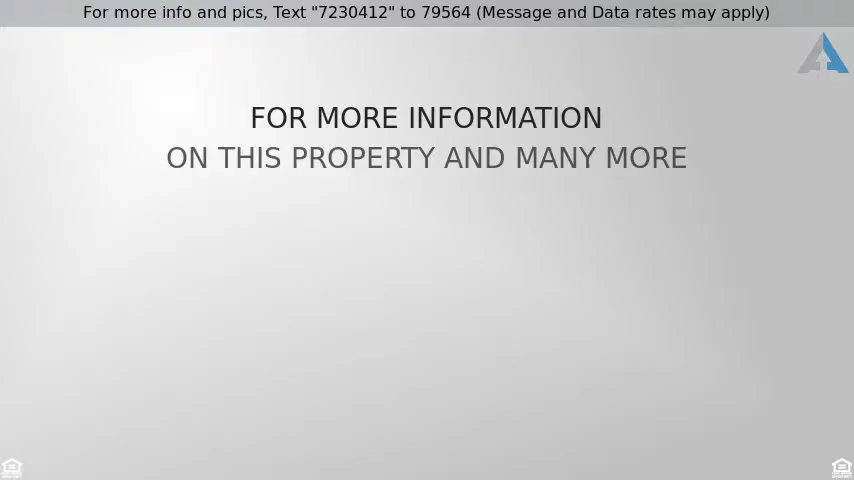 For more info and pics, Text "7230412" to 79564 (Message and Data rates may apply)
FOR MORE INFORMATION
ON THIS PROPERTY AND MANY MORE